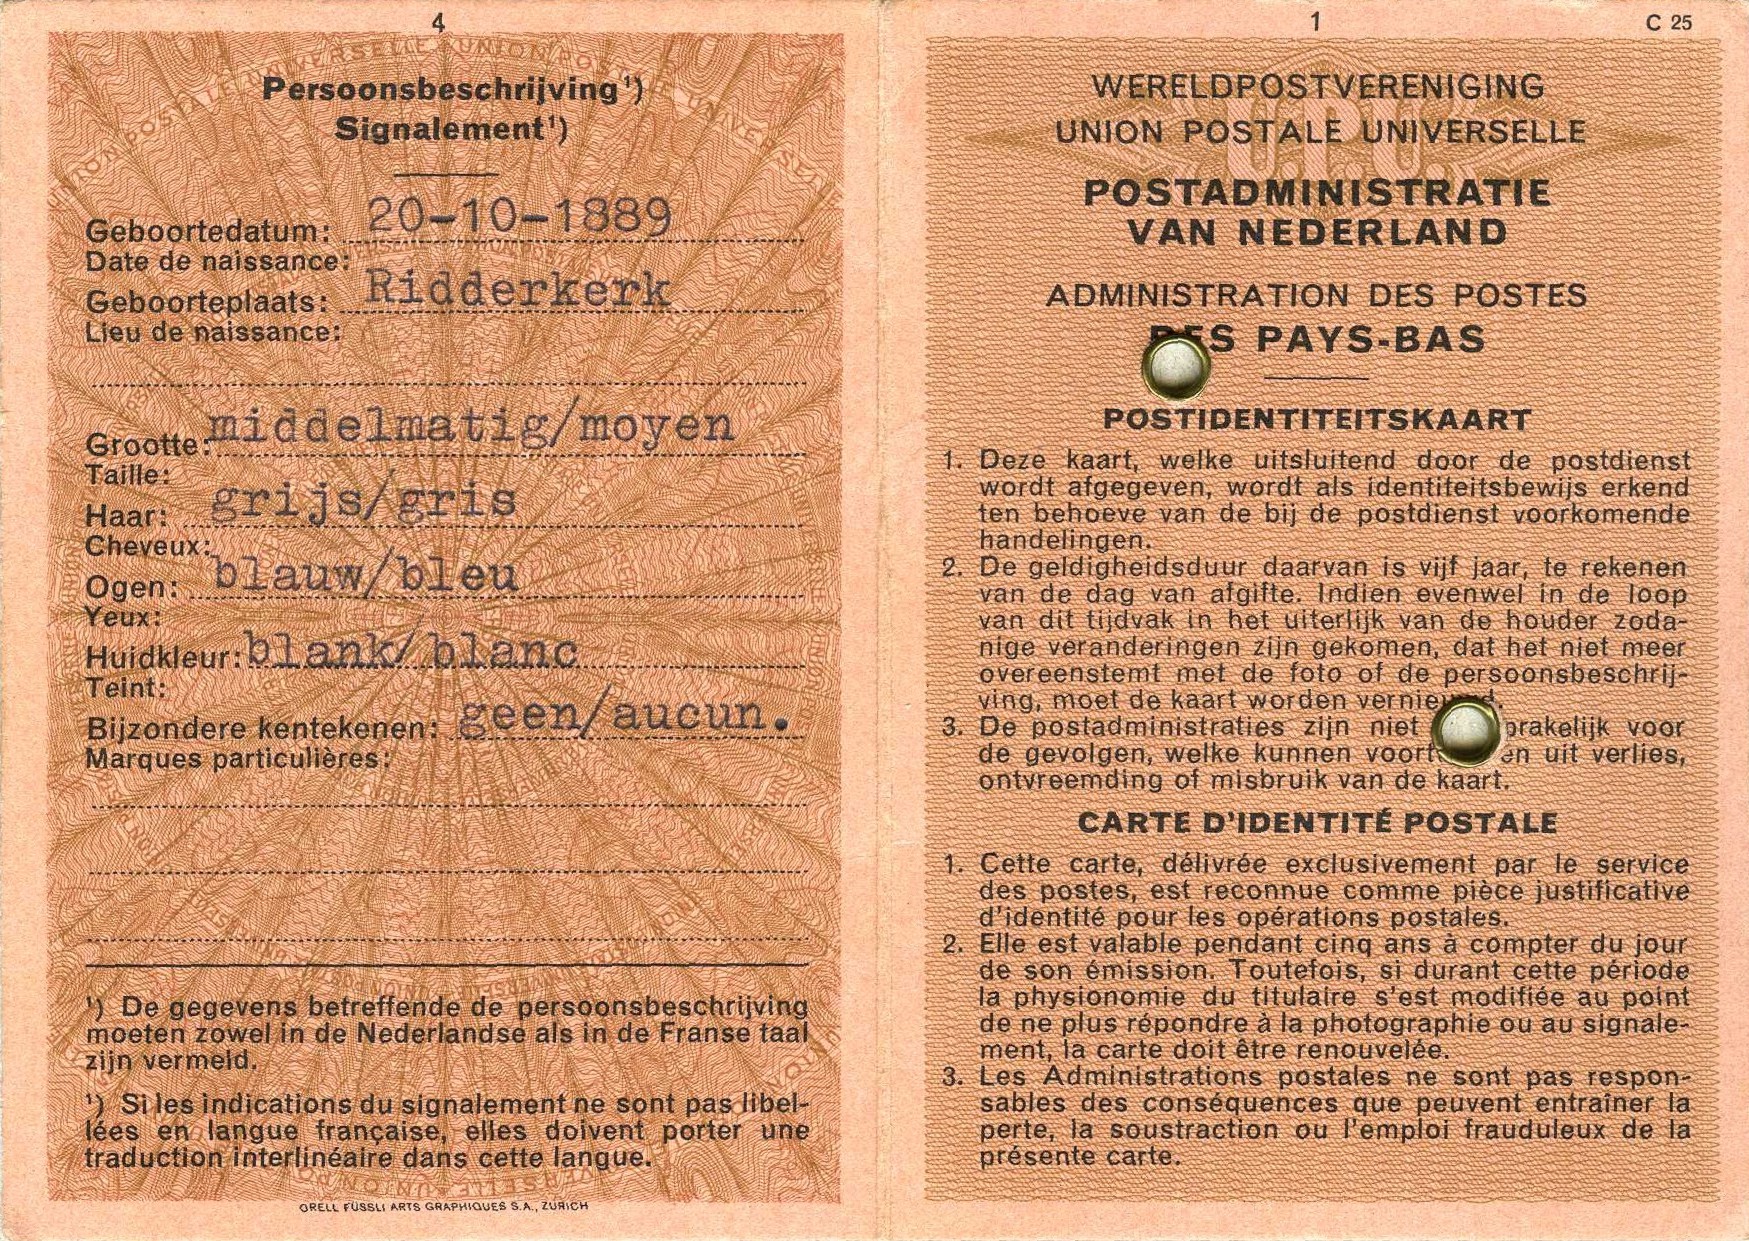 4
Persoonsbeschrijving¹)
Signalement¹)
Geboortedatum: 20-10-1889
Date de naissance:
Geboorteplaats: Ridderkerk
Lieu de naissance:
Grootte: middelmatig/moyen
Taille:
Haar: grijs/gris
Cheveux:
Ogen: blauw/bleu
Yeux:
Huidkleur: blank/blanc
Teint:
Bijzondere kentekenen: geen/aucun.
Marques particulières:
¹) De gegevens betreffende de persoonsbeschrijving
moeten zowel in de Nederlandse als in de Franse taal
zijn vermeld.
¹) Si les indications du signalement ne sont pas libel-
lées en langue française, elles doivent porter une
traduction interlinéaire dans cette langue.
ORELL FÜSSLI ARTS GRAPHIQUES S.A., ZURICH
1
C 25
U.P.U.
WERELDPOSTVERENIGING
UNION POSTALE UNIVERSELLE
POSTADMINISTRATIE
VAN NEDERLAND
ADMINISTRATION DES POSTES
DES PAYS-BAS
POSTIDENTITEITSKAART
1. Deze kaart, welke uitsluitend door de postdienst
wordt afgegeven, wordt als identiteitsbewijs erkend
ten behoeve van de bij de postdienst voorkomende
handelingen.
2. De geldigheidsduur daarvan is vijf jaar, te rekenen
van de dag van afgifte. Indien evenwel in de loop
van dit tijdvak in het uiterlijk van de houder zoda-
nige veranderingen zijn gekomen, dat het niet meer
overeenstemt met de foto of de persoonsbeschrij-
ving, moet de kaart worden vernieuwd.
3. De postadministraties zijn niet prakelijk voor
de gevolgen, welke kunnen voort en uit verlies,
ontvreemding of misbruik van de kaart.
CARTE D'IDENTITÉ POSTALE
1. Cette carte, délivrée exclusivement par le service
des postes, est reconnue comme pièce justificative
d'identité pour les opérations postales.
2. Elle est valable pendant cinq ans à compter du jour
de son émission. Toutefois, si durant cette période
la physionomie du titulaire s'est modifiée au point
de ne plus répondre à la photographie ou au signale-
ment, la carte doit être renouvelée.
3. Les Administrations postales ne sont pas respon-
sables des conséquences que peuvent entraîner la
perte, la soustraction ou l'emploi frauduleux de la
présente carte.